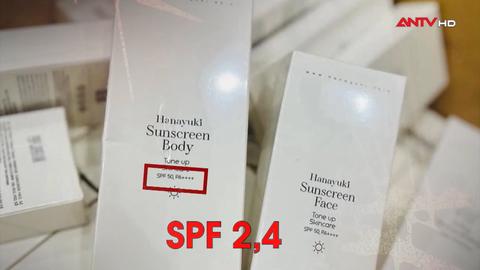 ANTV HD
Hanayuki
Sunscreen
Body
Tune up
SPF 50, PA++++
Hanayuki
Sunscreen
Face
Tone up
Skincare
SPF 50, PA++++
SPF 2,4